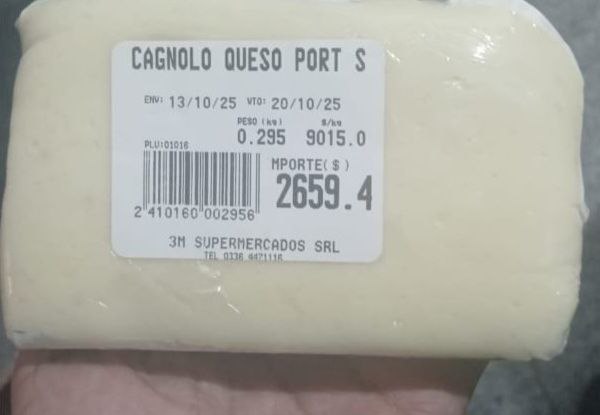 CAGNOLO QUESO PORT S
ENV: 13/10/25 VTO: 20/10/25
PESO (kg) $/kg
0.295 9015.0
PLU:01016
MPORTE($)
2659.4
2 410160 002956
3M SUPERMERCADOS SRL
TEL 0336 4471116